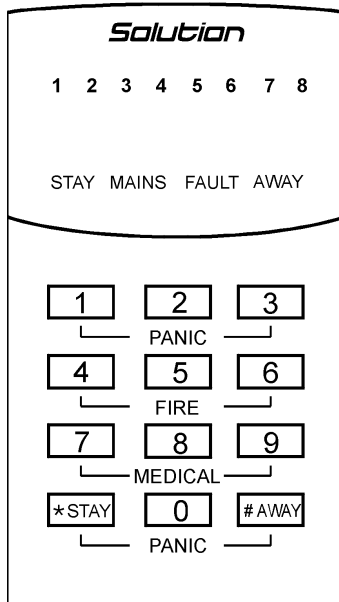 Solution
1 2 3 4 5 6 7 8
STAY MAINS FAULT AWAY
1 2 3
PANIC
4 5 6
FIRE
7 8 9
MEDICAL
*STAY 0 # AWAY
PANIC